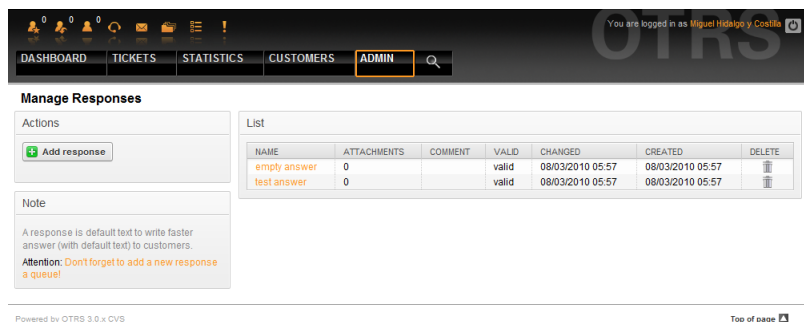 0 0 0
You are logged in as Miguel Hidalgo y Costilla
OTRS
DASHBOARD TICKETS STATISTICS CUSTOMERS ADMIN
Manage Responses
Actions
Add response
Note
A response is default text to write faster
answer (with default text) to customers.
Attention: Don't forget to add a new response
a queue!
List
NAME ATTACHMENTS COMMENT VALID CHANGED CREATED DELETE
empty answer 0 valid 08/03/2010 05:57 08/03/2010 05:57
test answer 0 valid 08/03/2010 05:57 08/03/2010 05:57
Powered by OTRS 3.0.x CVS
Top of page